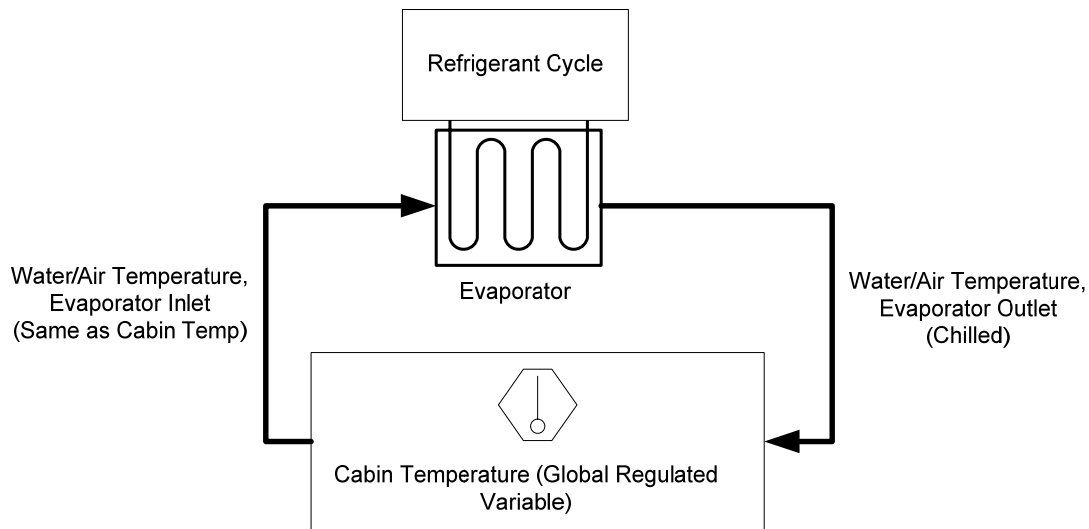 Refrigerant Cycle
Evaporator
Water/Air Temperature,
Evaporator Inlet
(Same as Cabin Temp)
Water/Air Temperature,
Evaporator Outlet
(Chilled)
Cabin Temperature (Global Regulated
Variable)